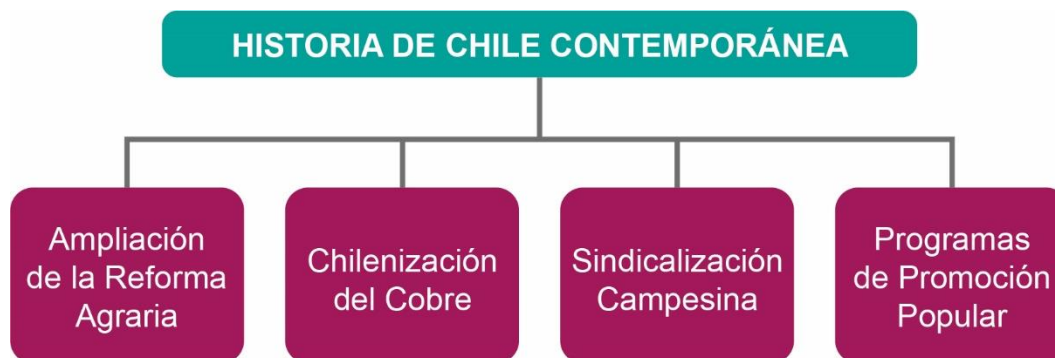 HISTORIA DE CHILE CONTEMPORÁNEA
Ampliación
de la Reforma
Agraria
Chilenización
del Cobre
Sindicalización
Campesina
Programas
de Promoción
Popular